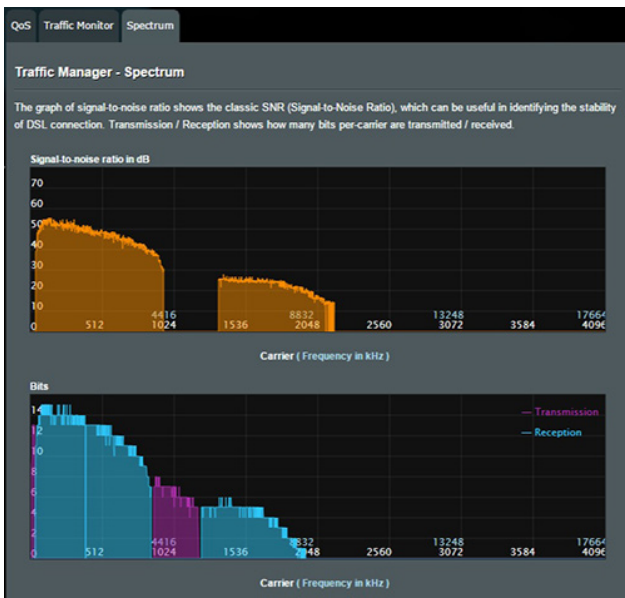 QoS Traffic Monitor Spectrum
Traffic Manager - Spectrum
The graph of signal-to-noise ratio shows the classic SNR (Signal-to-Noise Ratio), which can be useful in identifying the stability
of DSL connection. Transmission / Reception shows how many bits per-carrier are transmitted / received.
Signal-to-noise ratio in dB
70
60
50
40
30
20
10
4416 8832 13248 17664
0 512 1024 1536 2048 2560 3072 3584 4096
Carrier ( Frequency in kHz )
Bits
14
— Transmission
12
— Reception
10
8
6
4
2
4416 8832 13248 17664
0 512 1024 1536 2048 2560 3072 3584 4096
Carrier ( Frequency in kHz )